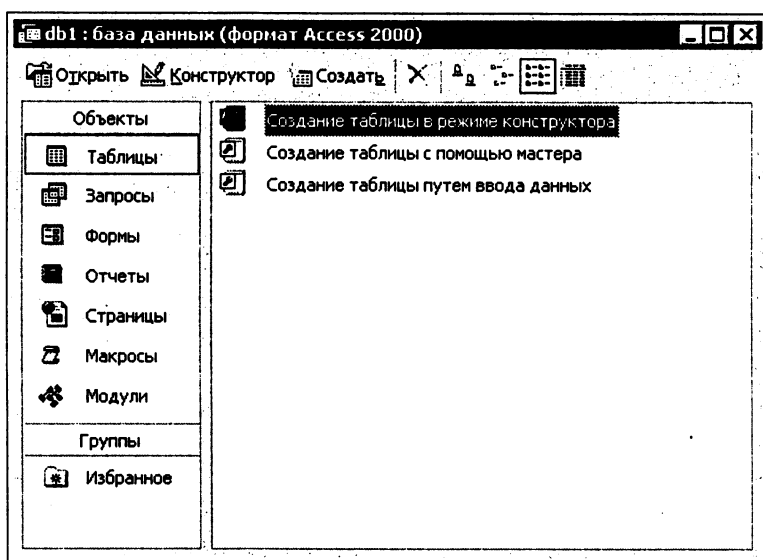 db1 : база данных (формат Access 2000)
Открыть Конструктор Создать
Объекты
Таблицы
Запросы
Формы
Отчеты
Страницы
Макросы
Модули
Группы
Избранное
Создание таблицы в режиме конструктора
Создание таблицы с помощью мастера
Создание таблицы путем ввода данных